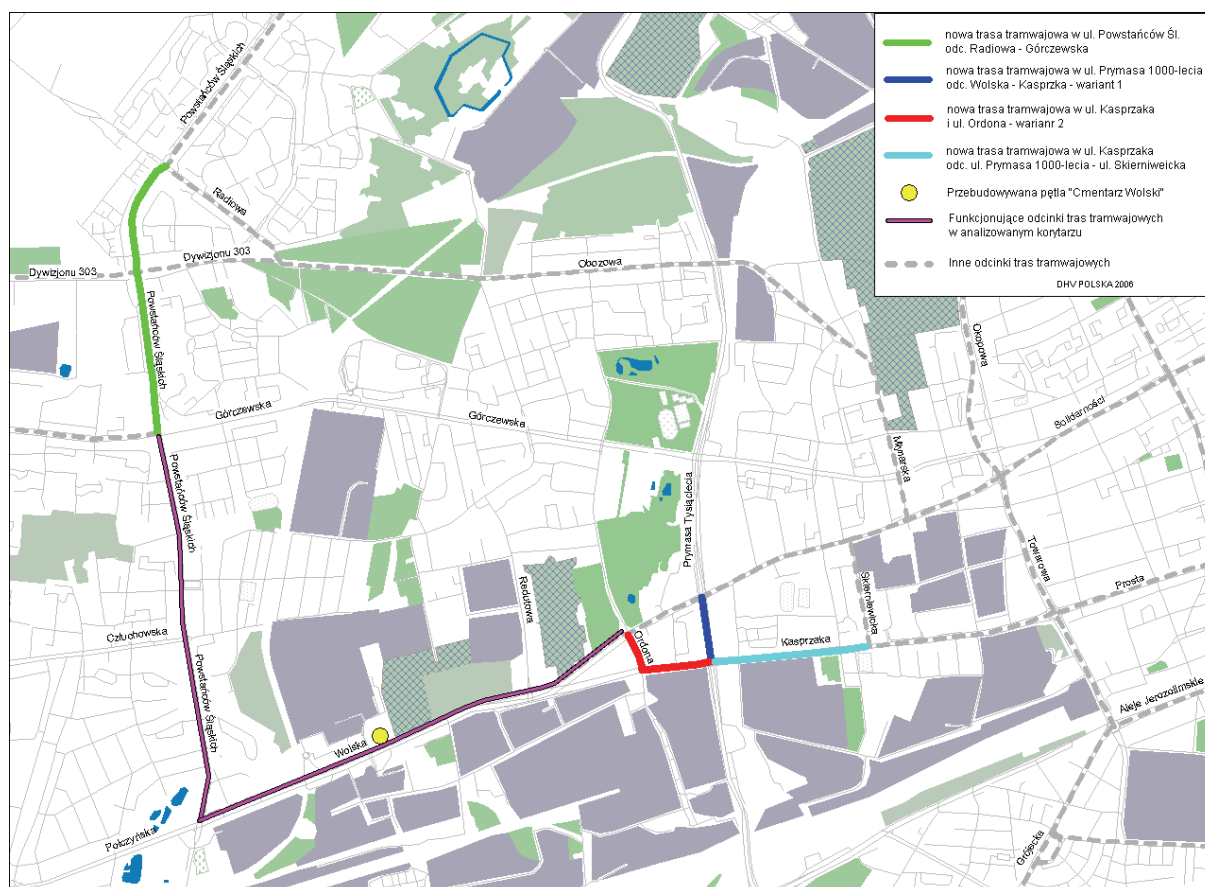 nowa trasa tramwajowa w ul. Powstańców Śl.
odc. Radiowa - Górczewska
nowa trasa tramwajowa w ul. Prymasa 1000-lecia
odc. Wolska - Kasprzka - wariant 1
nowa trasa tramwajowa w ul. Kasprzaka
i ul. Ordona - warianr 2
nowa trasa tramwajowa w ul. Kasprzaka
odc. ul. Prymasa 1000-lecia - ul. Skierniweicka
Przebudowywana pętla "Cmentarz Wolski"
Funkcjonujące odcinki tras tramwajowych
w analizowanym korytarzu
Inne odcinki tras tramwajowych
DHV POLSKA 2006
Powstańców Śląskich
Radiowa
Dywizjonu 303
Dywizjonu 303
Obozowa
Powstańców Śląskich
Okopowa
Górczewska
Górczewska
Solidarności
Młynarska
Powstańców Śląskich
Prymasa Tysiąclecia
Towarowa
Prosta
Redutowa
Skierniewicka
Człuchowska
Ordona
Kasprzaka
Powstańców Śląskich
Aleje Jerozolimskie
Wolska
Połczyńska
Grójecka